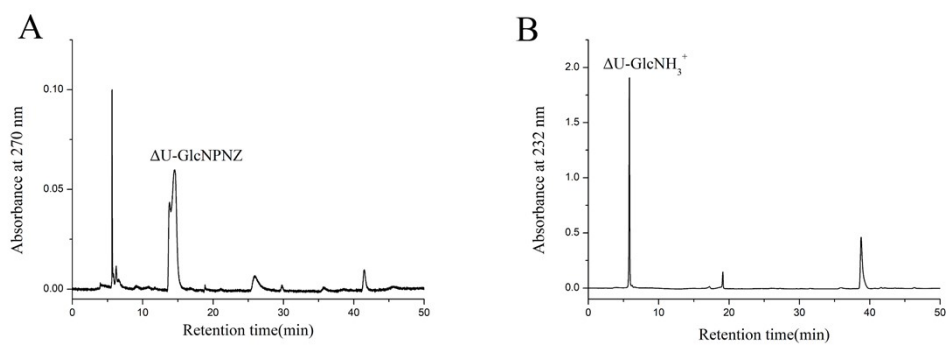 A
Absorbance at 270 nm
0.10
0.05
0.00
ΔU-GlcNPNZ
0 10 20 30 40 50
Retention time(min)
B
Absorbance at 232 nm
2.0
1.5
1.0
0.5
0.0
ΔU-GlcNH₃⁺
0 10 20 30 40 50
Retention time(min)